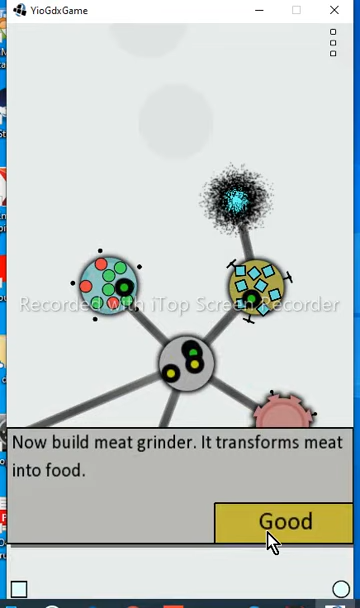 YioGdxGame
Recorded with iTop Screen Recorder
Now build meat grinder. It transforms meat
into food.
Good